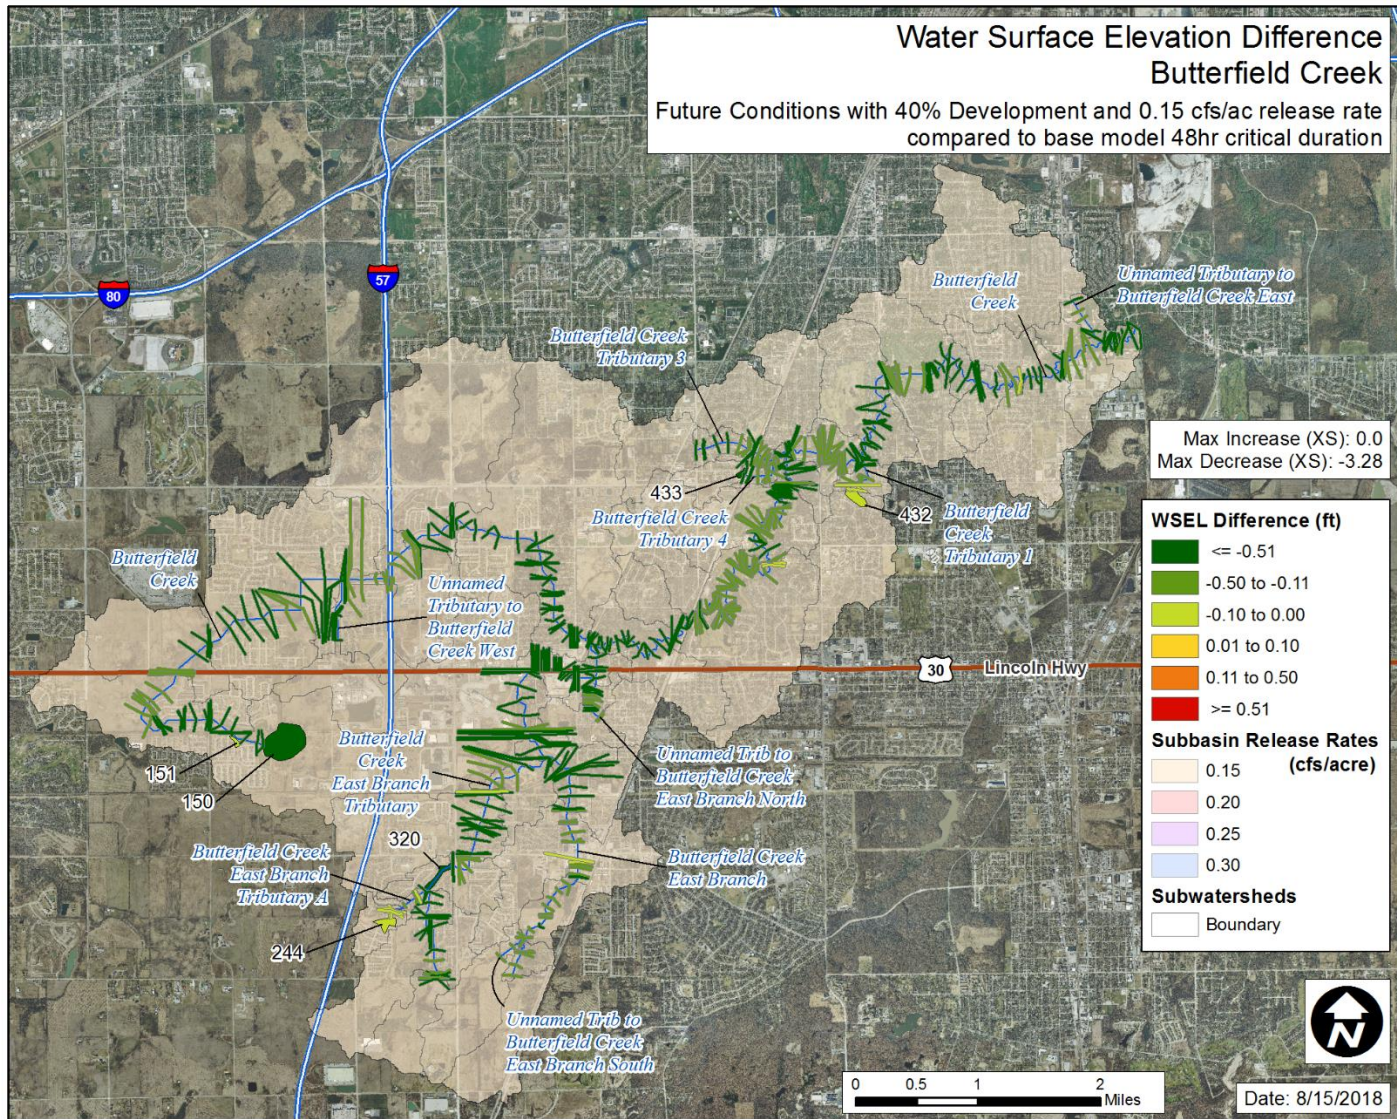 Water Surface Elevation Difference
Butterfield Creek
Future Conditions with 40% Development and 0.15 cfs/ac release rate
compared to base model 48hr critical duration
57
80
Butterfield
Creek
Unnamed Tributary to
Butterfield Creek East
Butterfield Creek
Tributary 3
Max Increase (XS): 0.0
Max Decrease (XS): -3.28
433
432
Butterfield Creek
Tributary 4
Butterfield
Creek
Tributary 1
Butterfield
Creek
Unnamed
Tributary to
Butterfield
Creek West
30
Lincoln Hwy
151
150
Butterfield
Creek
East Branch
Tributary
Unnamed Trib to
Butterfield Creek
East Branch North
320
Butterfield Creek
East Branch
Tributary A
Butterfield Creek
East Branch
244
Unnamed Trib to
Butterfield Creek
East Branch South
WSEL Difference (ft)
<= -0.51
-0.50 to -0.11
-0.10 to 0.00
0.01 to 0.10
0.11 to 0.50
>= 0.51
Subbasin Release Rates
(cfs/acre)
0.15
0.20
0.25
0.30
Subwatersheds
Boundary
N
0 0.5 1 2
Miles
Date: 8/15/2018